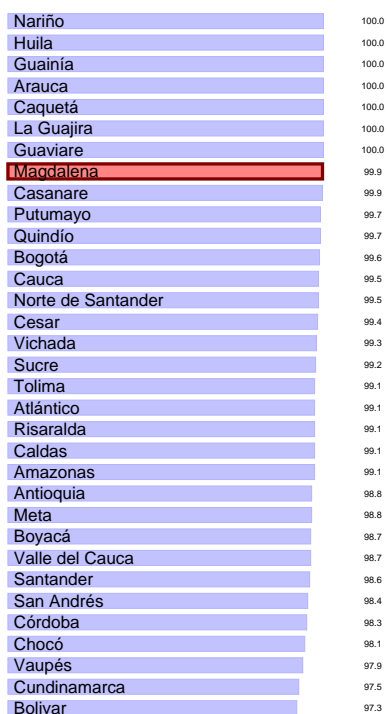 Nariño 100.0
Huila 100.0
Guainía 100.0
Arauca 100.0
Caquetá 100.0
La Guajira 100.0
Guaviare 100.0
Magdalena 99.9
Casanare 99.9
Putumayo 99.7
Quindío 99.7
Bogotá 99.6
Cauca 99.5
Norte de Santander 99.5
Cesar 99.4
Vichada 99.3
Sucre 99.2
Tolima 99.1
Atlántico 99.1
Risaralda 99.1
Caldas 99.1
Amazonas 99.1
Antioquia 98.8
Meta 98.8
Boyacá 98.7
Valle del Cauca 98.7
Santander 98.6
San Andrés 98.4
Córdoba 98.3
Chocó 98.1
Vaupés 97.9
Cundinamarca 97.5
Bolivar 97.3